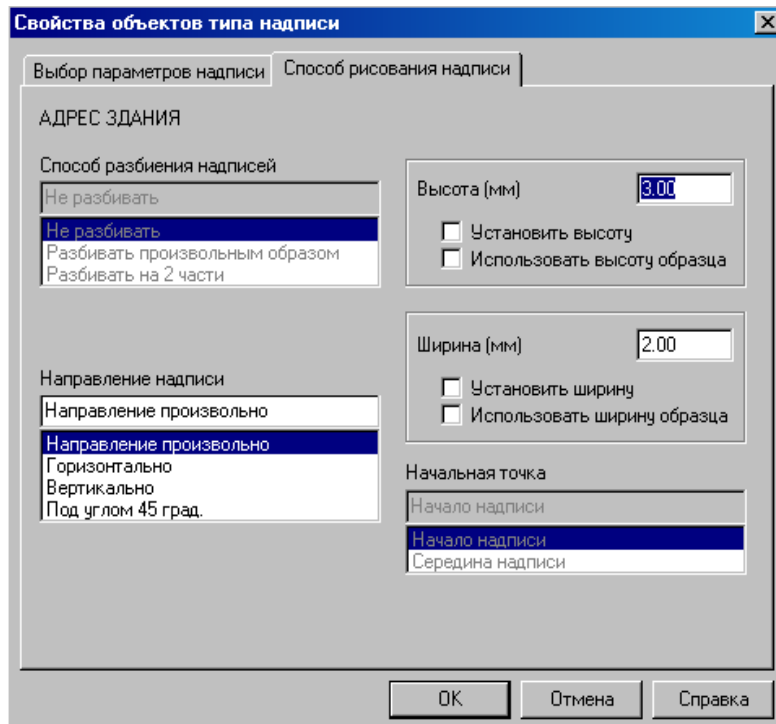 Свойства объектов типа надписи
Выбор параметров надписи
Способ рисования надписи
АДРЕС ЗДАНИЯ
Способ разбиения надписей
Не разбивать
Не разбивать
Разбивать произвольным образом
Разбивать на 2 части
Направление надписи
Направление произвольно
Направление произвольно
Горизонтально
Вертикально
Под углом 45 град.
Высота (мм)
3.00
Установить высоту
Использовать высоту образца
Ширина (мм)
2.00
Установить ширину
Использовать ширину образца
Начальная точка
Начало надписи
Начало надписи
Середина надписи
OK
Отмена
Справка